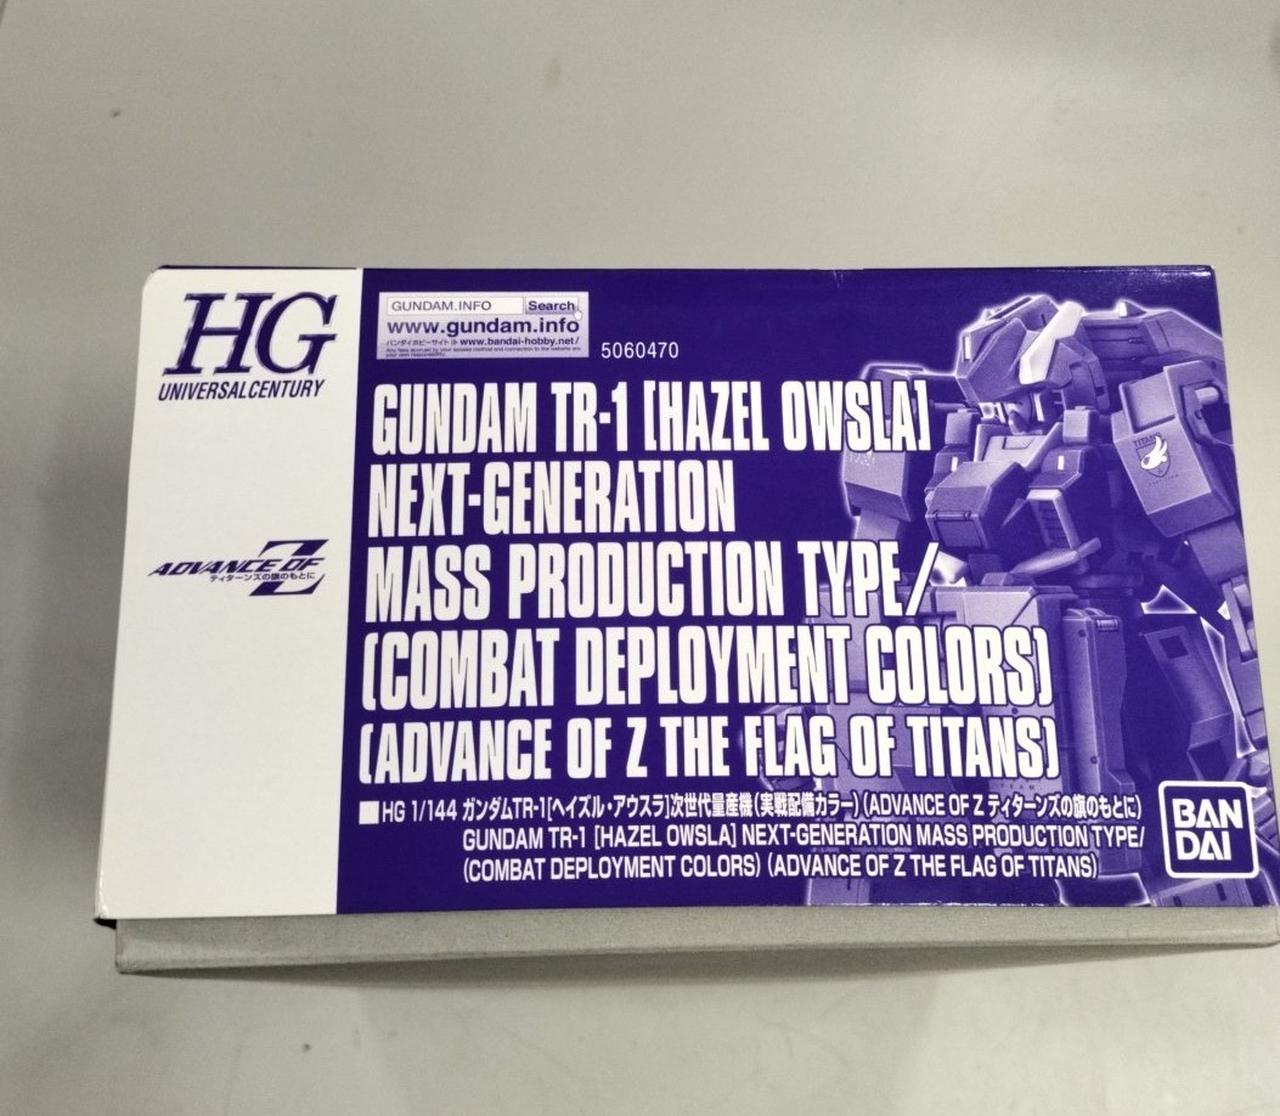 HG
UNIVERSAL CENTURY
ADVANCE OF Z
ティターンズの旗のもとに
GUNDAM.INFO Search
www.gundam.info
バンダイホビーサイト www.bandai-hobby.net/
5060470
GUNDAM TR-1 [HAZEL OWSLA]
NEXT-GENERATION
MASS PRODUCTION TYPE/
(COMBAT DEPLOYMENT COLORS)
(ADVANCE OF Z THE FLAG OF TITANS)
■HG 1/144 ガンダムTR-1[ヘイズル・アウスラ]次世代量産機(実戦配備カラー)(ADVANCE OF Z ティターンズの旗のもとに)
GUNDAM TR-1 [HAZEL OWSLA] NEXT-GENERATION MASS PRODUCTION TYPE/
(COMBAT DEPLOYMENT COLORS) (ADVANCE OF Z THE FLAG OF TITANS)
BAN
DAI
TITANS